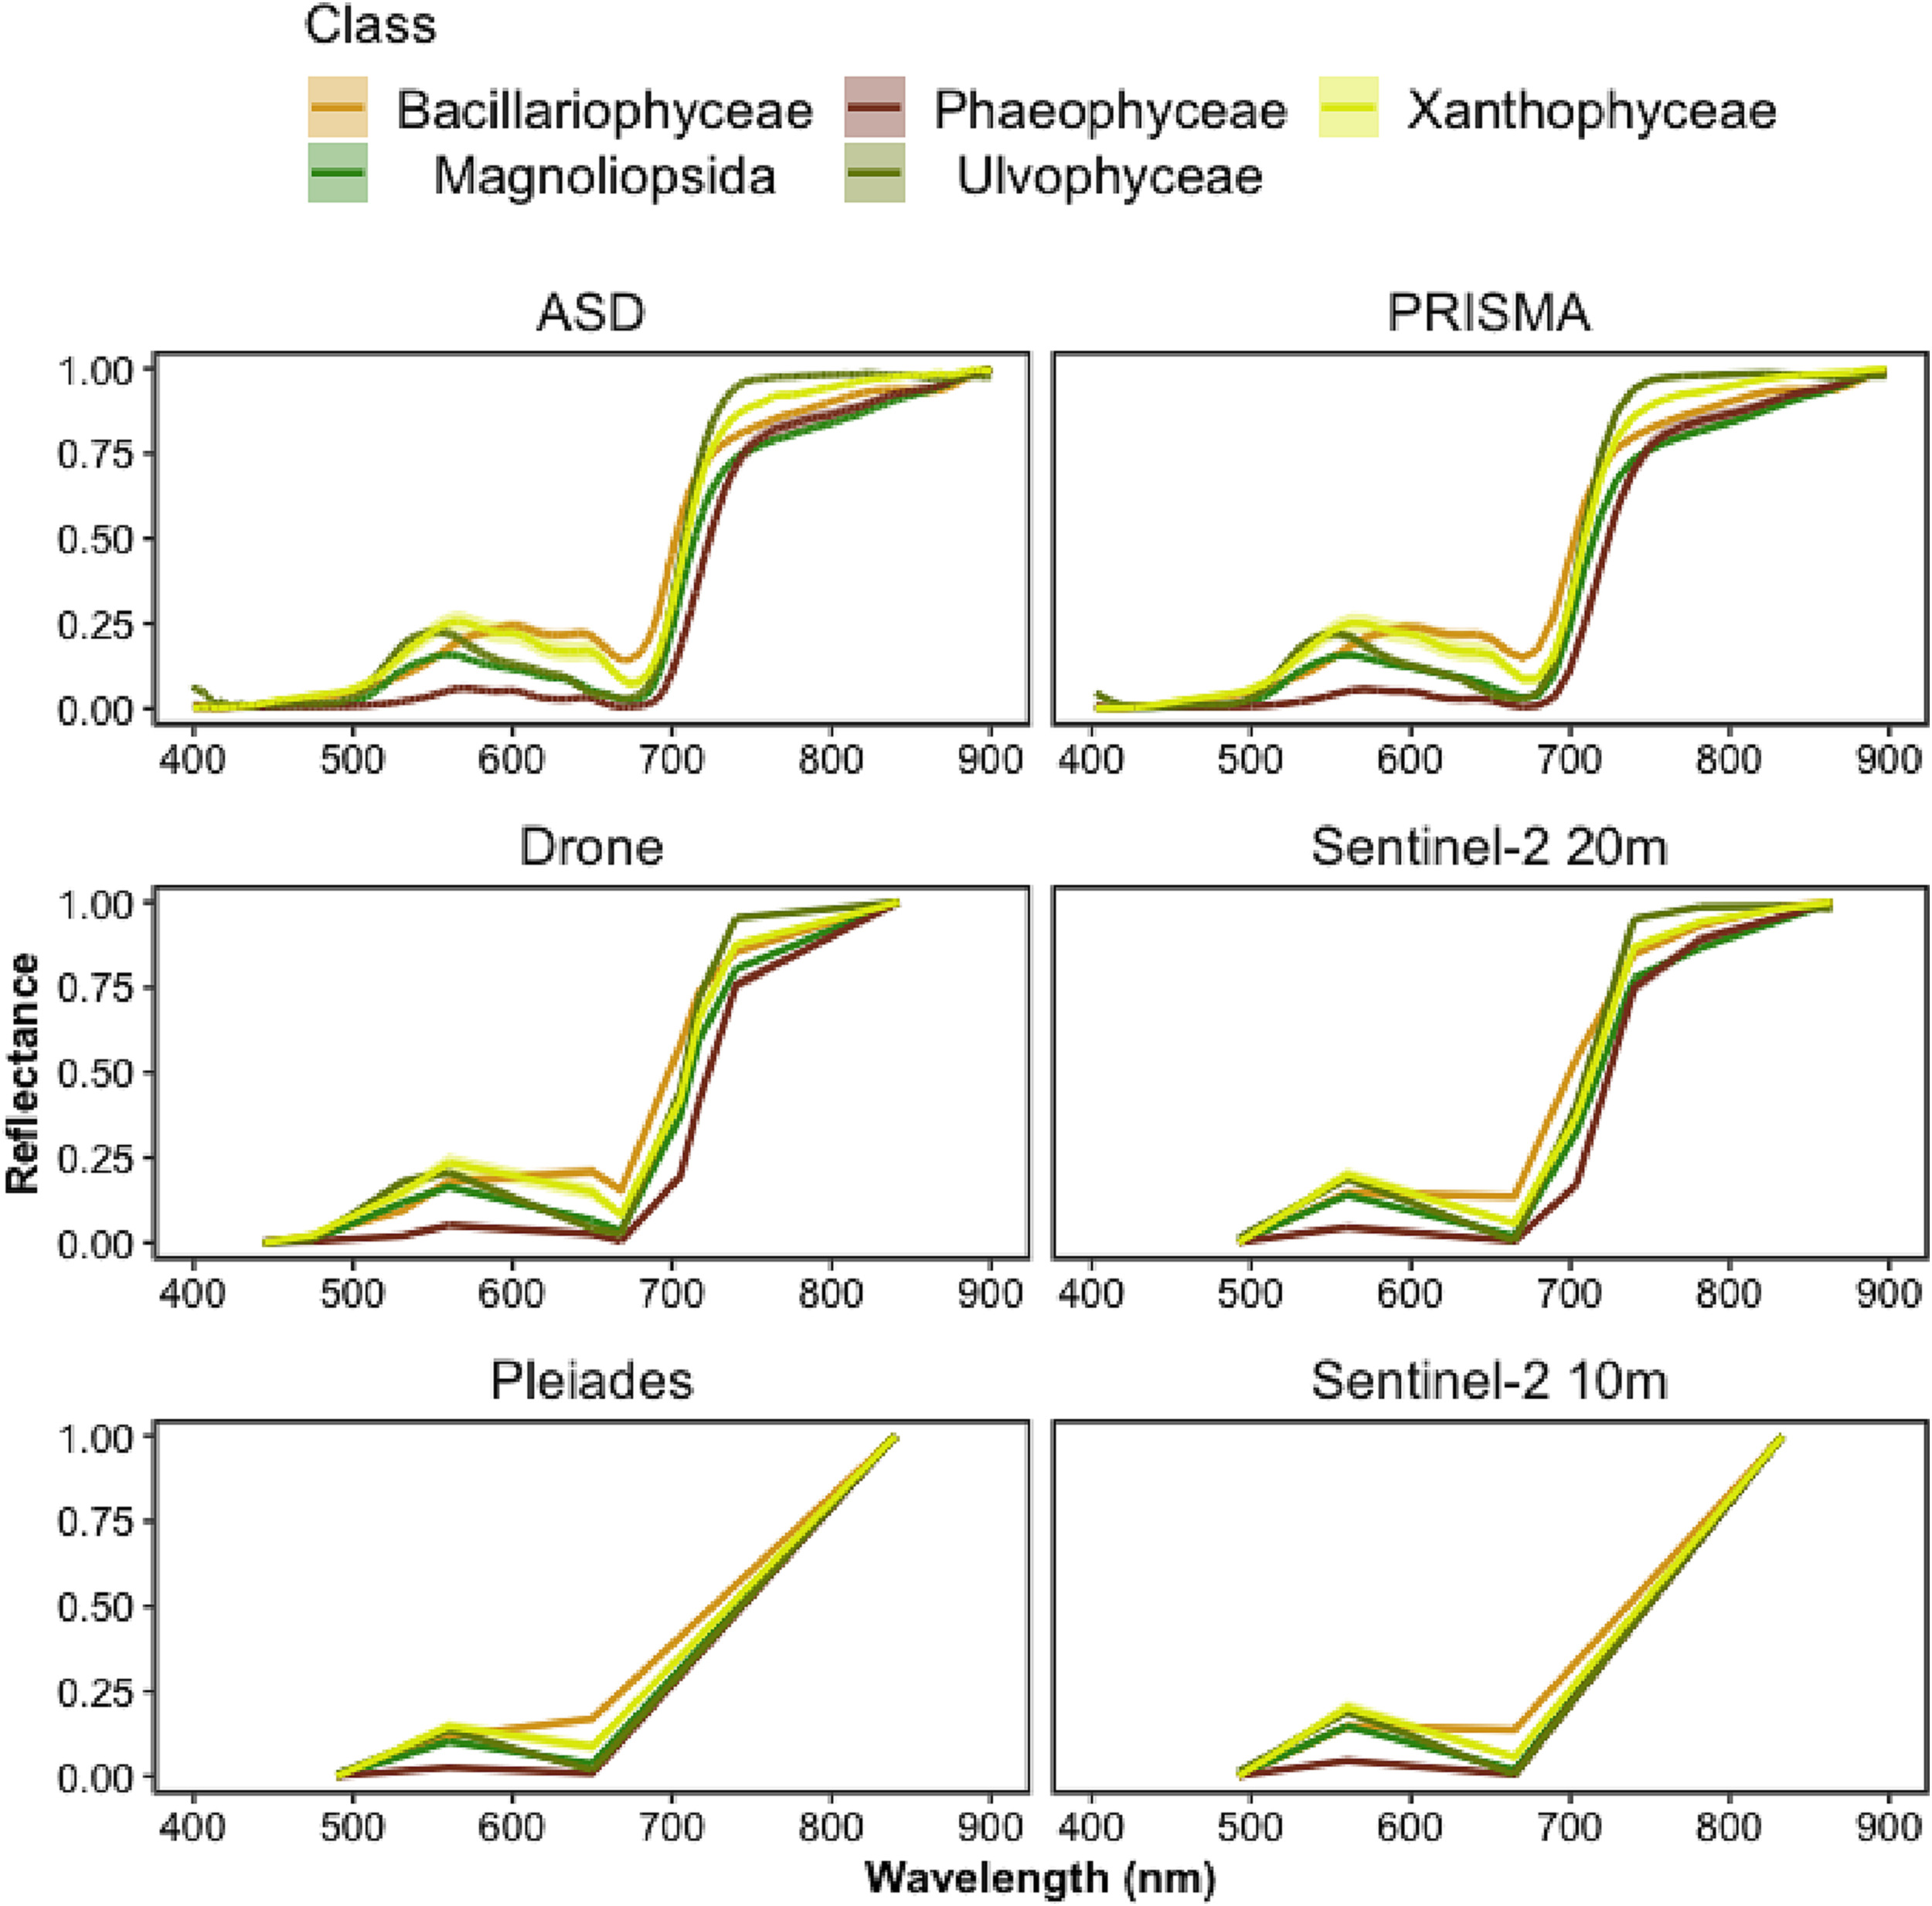 Class
Bacillariophyceae Phaeophyceae Xanthophyceae
Magnoliopsida Ulvophyceae
ASD PRISMA
1.00
0.75
0.50
0.25
0.00
400 500 600 700 800 900 400 500 600 700 800 900
Drone Sentinel-2 20m
Reflectance
1.00
0.75
0.50
0.25
0.00
400 500 600 700 800 900 400 500 600 700 800 900
Pleiades Sentinel-2 10m
1.00
0.75
0.50
0.25
0.00
400 500 600 700 800 900 400 500 600 700 800 900
Wavelength (nm)